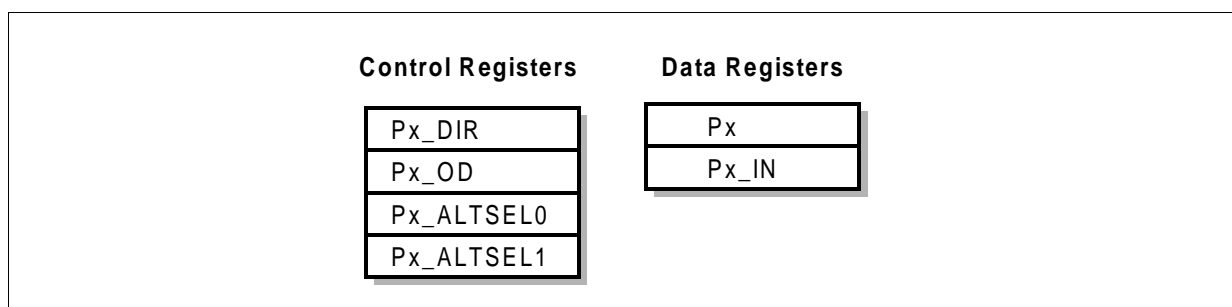 Control Registers
Px_DIR
Px_OD
Px_ALTSEL0
Px_ALTSEL1
Data Registers
Px
Px_IN